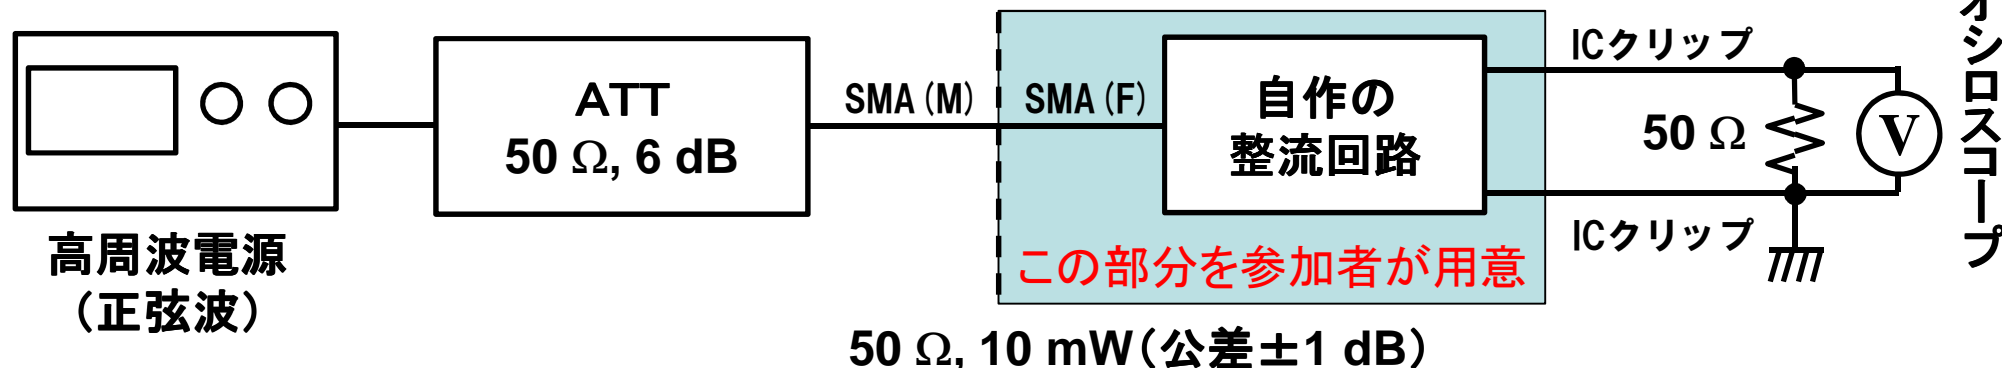 高周波電源
（正弦波）
ATT
50 Ω, 6 dB
SMA（M）
SMA（F）
自作の
整流回路
この部分を参加者が用意
50 Ω, 10 mW（公差±1 dB）
ICクリップ
ICクリップ
50 Ω
V
オシロスコープ